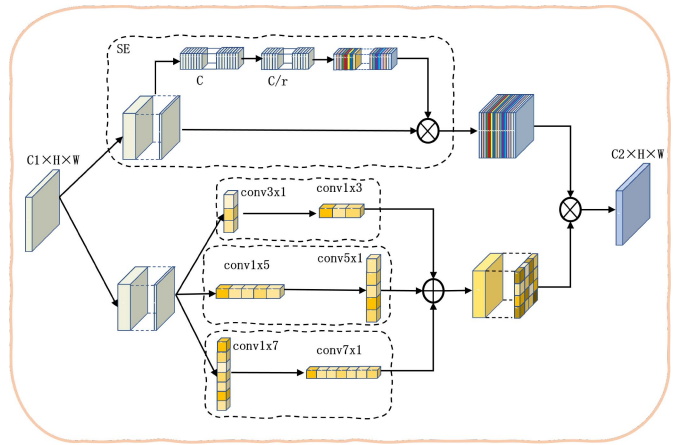 SE
C
C/r
C1×H×W
C2×H×W
conv3x1
conv1x3
conv1x5
conv5x1
conv1x7
conv7x1